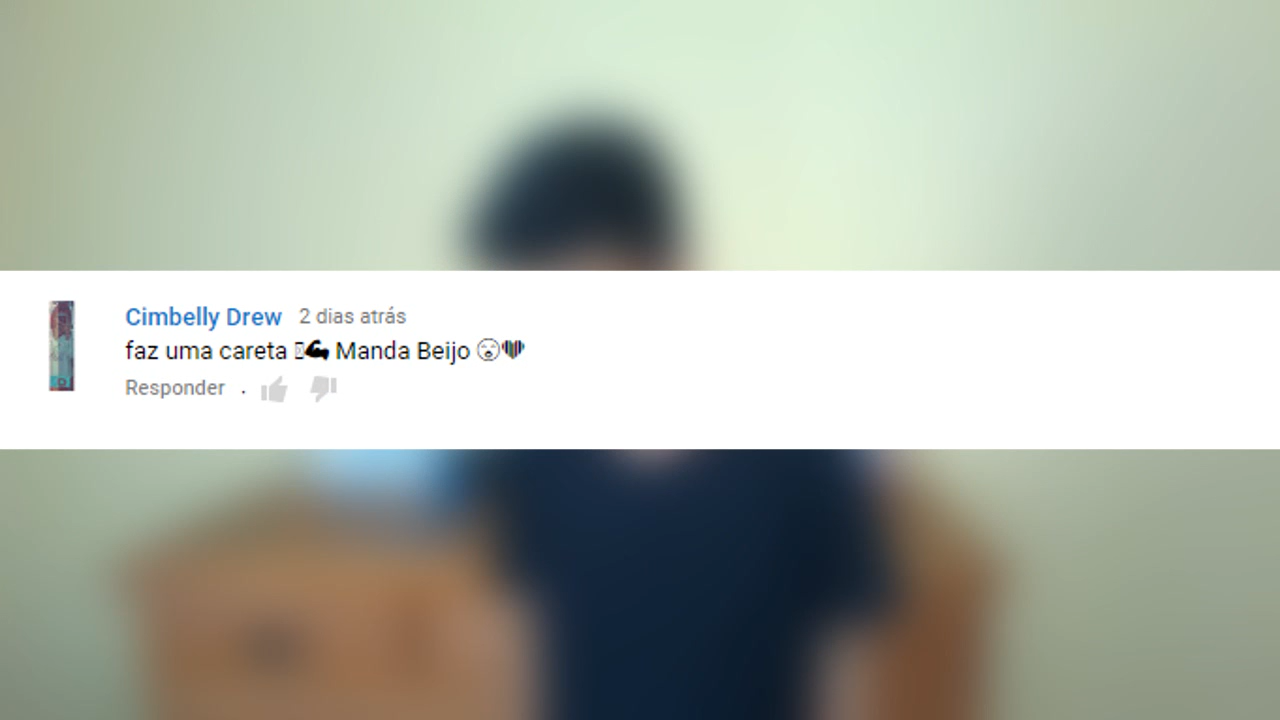 Cimbelly Drew 2 dias atrás
faz uma careta 💪 Manda Beijo 😲💗
Responder .